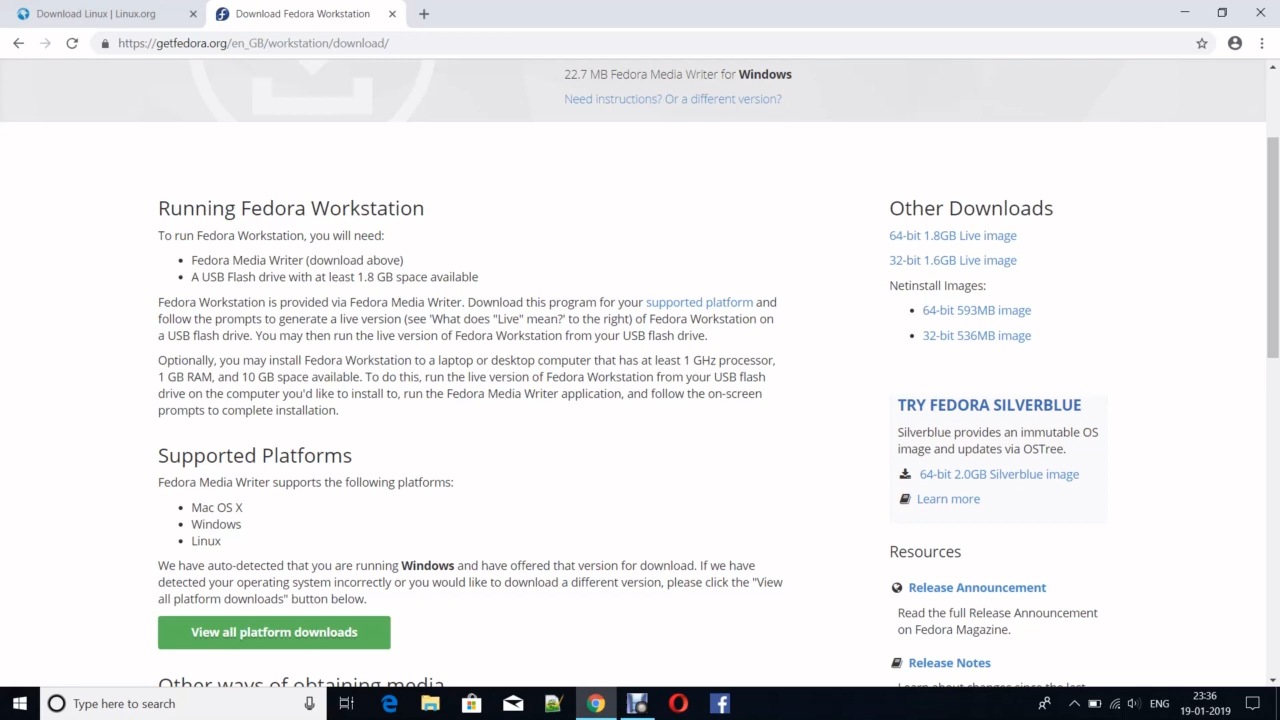 Download Linux | Linux.org
Download Fedora Workstation
https://getfedora.org/en_GB/workstation/download/
22.7 MB Fedora Media Writer for Windows
Need instructions? Or a different version?
Running Fedora Workstation
To run Fedora Workstation, you will need:
Fedora Media Writer (download above)
A USB Flash drive with at least 1.8 GB space available
Fedora Workstation is provided via Fedora Media Writer. Download this program for your supported platform and
follow the prompts to generate a live version (see 'What does "Live" mean?' to the right) of Fedora Workstation on
a USB flash drive. You may then run the live version of Fedora Workstation from your USB flash drive.
Optionally, you may install Fedora Workstation to a laptop or desktop computer that has at least 1 GHz processor,
1 GB RAM, and 10 GB space available. To do this, run the live version of Fedora Workstation from your USB flash
drive on the computer you'd like to install to, run the Fedora Media Writer application, and follow the on-screen
prompts to complete installation.
Supported Platforms
Fedora Media Writer supports the following platforms:
Mac OS X
Windows
Linux
We have auto-detected that you are running Windows and have offered that version for download. If we have
detected your operating system incorrectly or you would like to download a different version, please click the "View
all platform downloads" button below.
View all platform downloads
Other ways of obtaining media
Other Downloads
64-bit 1.8GB Live image
32-bit 1.6GB Live image
Netinstall Images:
64-bit 593MB image
32-bit 536MB image
TRY FEDORA SILVERBLUE
Silverblue provides an immutable OS
image and updates via OSTree.
64-bit 2.0GB Silverblue image
Learn more
Resources
Release Announcement
Read the full Release Announcement
on Fedora Magazine.
Release Notes
Learn about changes since the last
Type here to search
ENG
23:36
19-01-2019